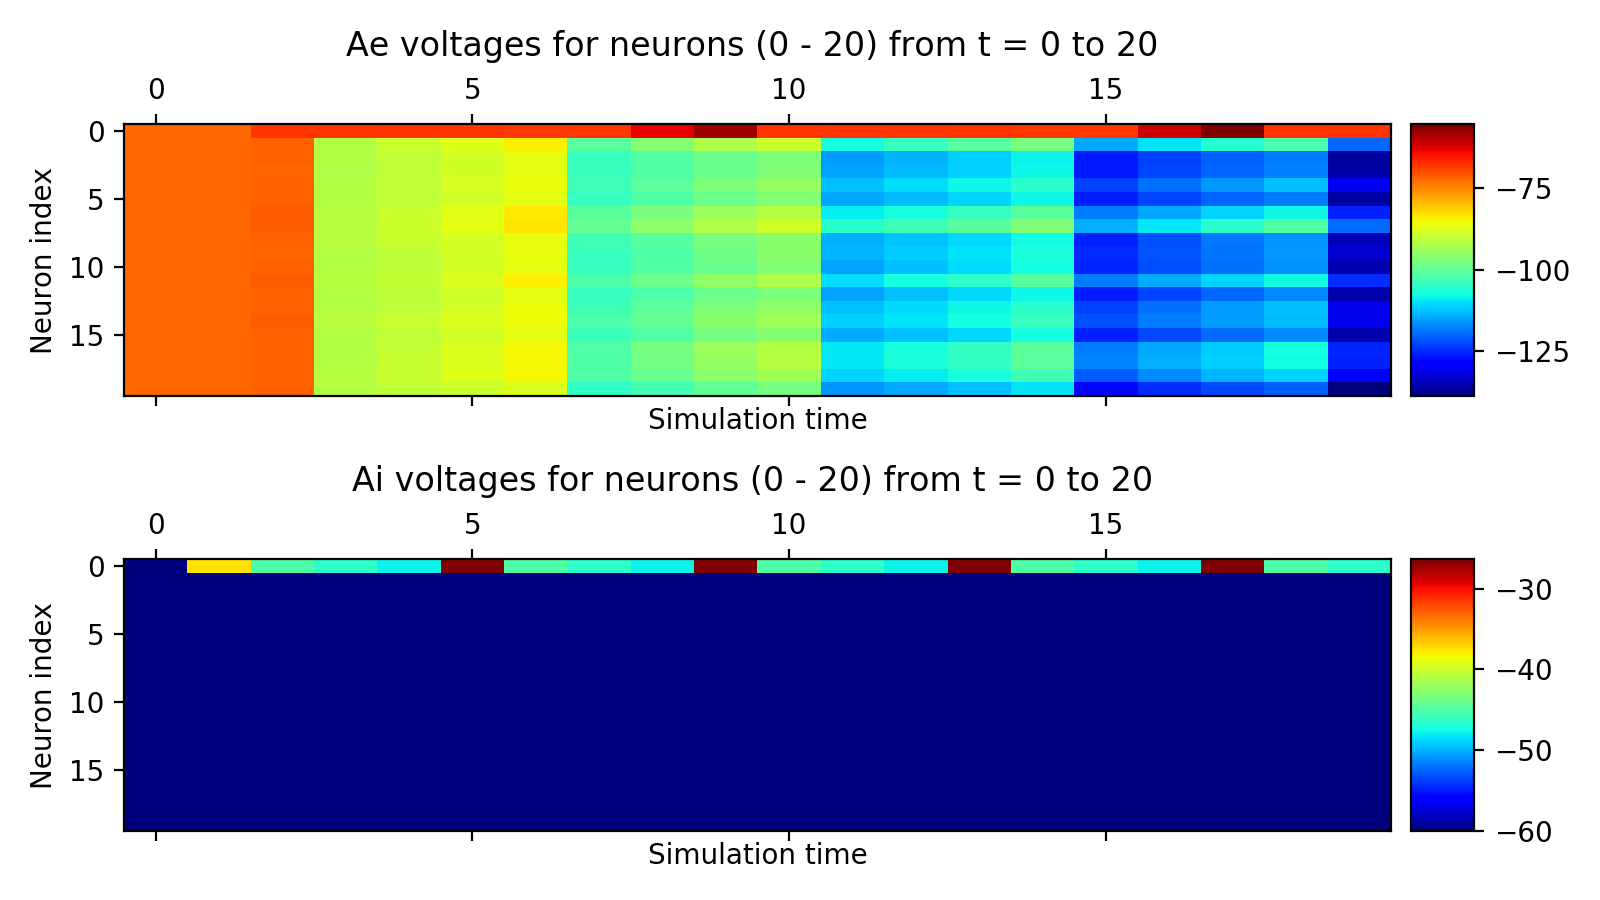 Ae voltages for neurons (0 - 20) from t = 0 to 20
0 5 10 15
0
5
10
15
Neuron index
Simulation time
−75
−100
−125
Ai voltages for neurons (0 - 20) from t = 0 to 20
0 5 10 15
0
5
10
15
Neuron index
Simulation time
−30
−40
−50
−60